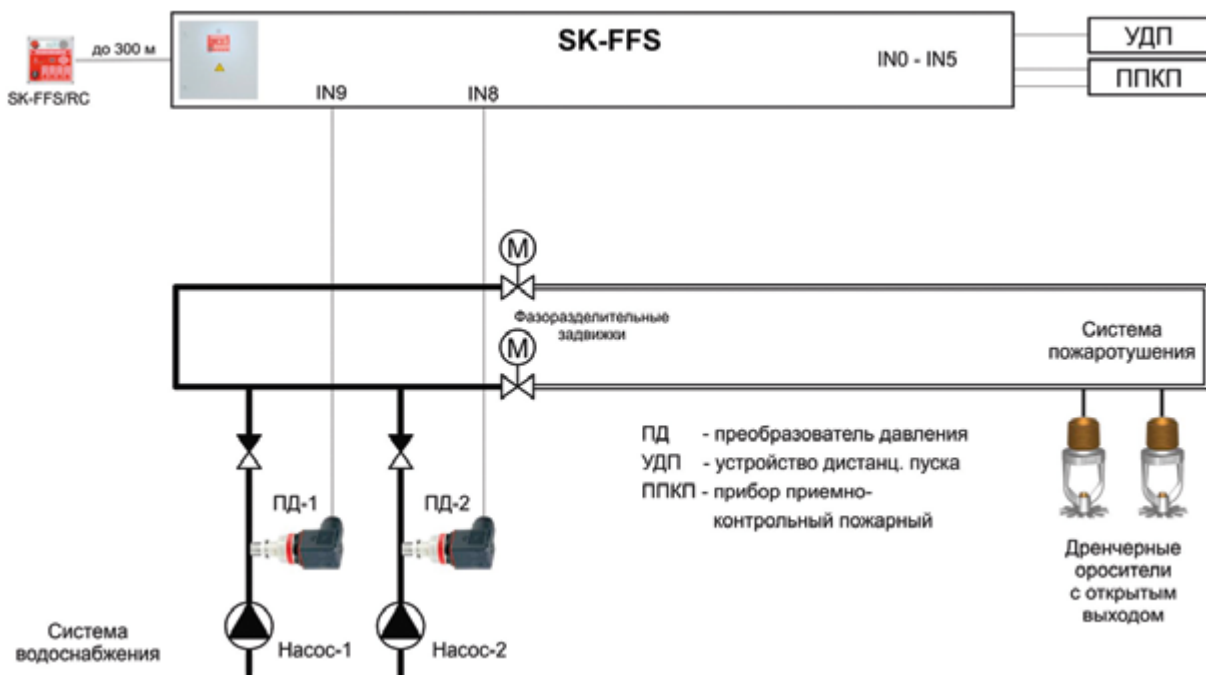 SK-FFS
до 300 м
УДП
IN0 - IN5
ППКП
SK-FFS/RC
IN9
IN8
M
Фазоразделительные
задвижки
M
Система
пожаротушения
ПД - преобразователь давления
УДП - устройство дистанц. пуска
ППКП - прибор приемно-
контрольный пожарный
ПД-1
ПД-2
Дренчерные
оросители
с открытым
выходом
Система
водоснабжения
Насос-1
Насос-2